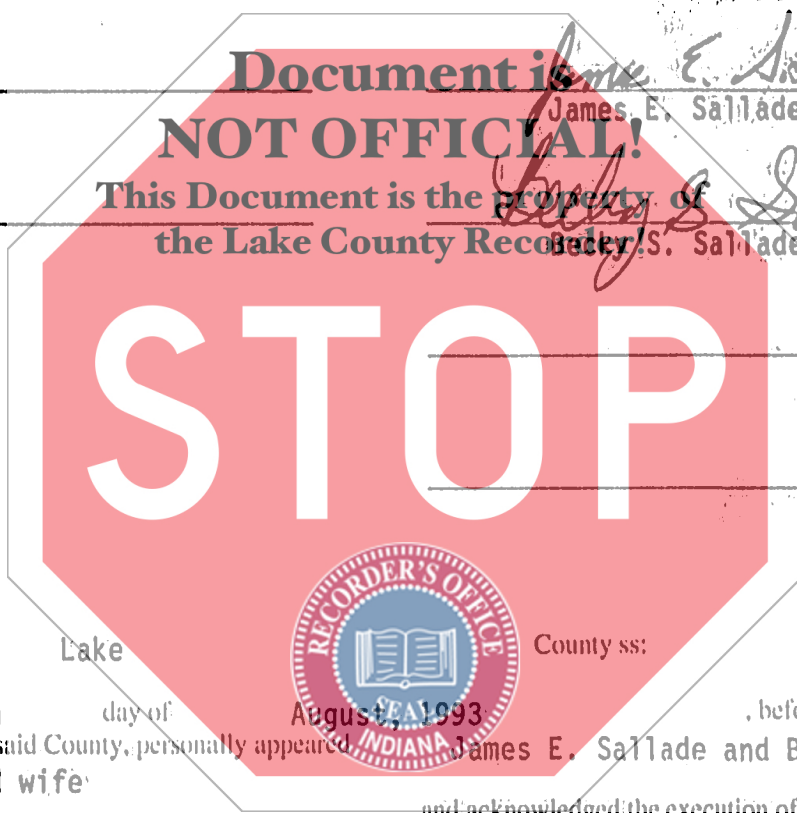 Document is
NOT OFFICIAL!
This Document is the property of
the Lake County Recorder!
James E. Sallade
Becky S. Sallade
STOP
RECORDER'S OFFICE
SEAL
INDIANA
Lake County ss:
day of August, 1993, befo
said County, personally appeared James E. Sallade and B
wife
and acknowledged the execution of